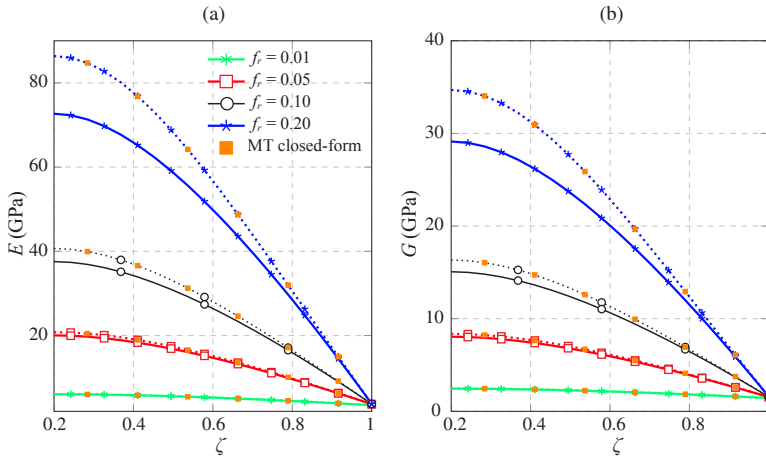 (a)
E (GPa)
80
60
40
20
0.2 0.4 0.6 0.8 1
ζ
f_r = 0.01
f_r = 0.05
f_r = 0.10
f_r = 0.20
MT closed-form
(b)
G (GPa)
40
30
20
10
0
0.2 0.4 0.6 0.8
ζ